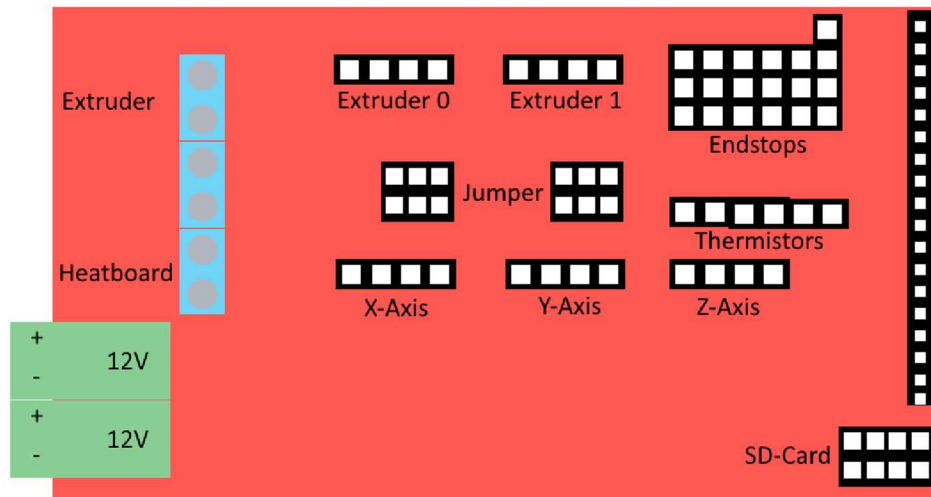 Extruder
Extruder 0
Extruder 1
Endstops
Jumper
Thermistors
Heatboard
X-Axis
Y-Axis
Z-Axis
+
12V
-
+
12V
-
SD-Card